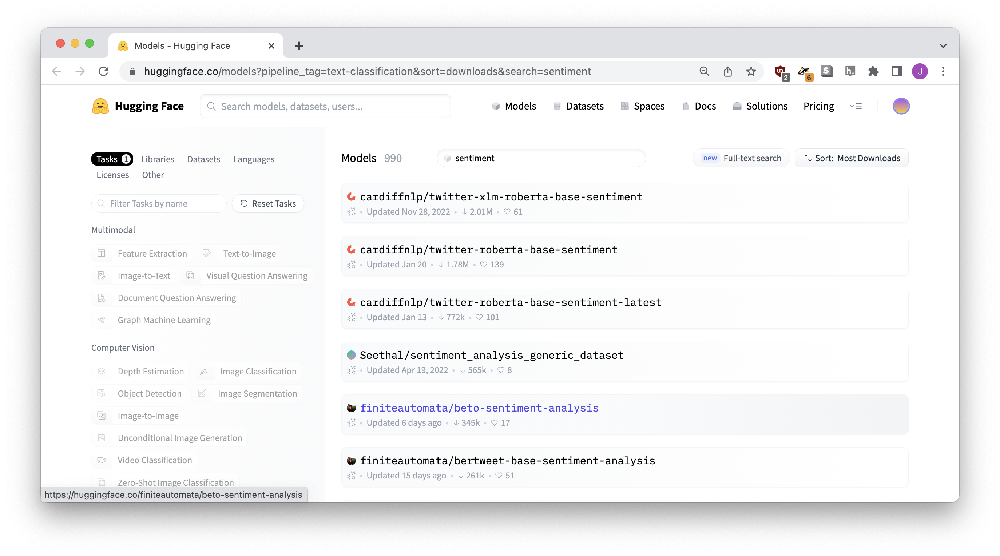 Models - Hugging Face
huggingface.co/models?pipeline_tag=text-classification&sort=downloads&search=sentiment
2
6
S
h.
J
Hugging Face
Search models, datasets, users...
Models
Datasets
Spaces
Docs
Solutions
Pricing
Tasks 1
Libraries
Datasets
Languages
Licenses
Other
Filter Tasks by name
Reset Tasks
Multimodal
Feature Extraction
Text-to-Image
Image-to-Text
Visual Question Answering
Document Question Answering
Graph Machine Learning
Computer Vision
Depth Estimation
Image Classification
Object Detection
Image Segmentation
Image-to-Image
Unconditional Image Generation
Video Classification
Zero-Shot Image Classification
https://huggingface.co/finiteautomata/beto-sentiment-analysis
Models 990
sentiment
new Full-text search
Sort: Most Downloads
cardiffnlp/twitter-xlm-roberta-base-sentiment
• Updated Nov 28, 2022 • ↓ 2.01M • ♡ 61
cardiffnlp/twitter-roberta-base-sentiment
• Updated Jan 20 • ↓ 1.78M • ♡ 139
cardiffnlp/twitter-roberta-base-sentiment-latest
• Updated Jan 13 • ↓ 772k • ♡ 101
Seethal/sentiment_analysis_generic_dataset
• Updated Apr 19, 2022 • ↓ 565k • ♡ 8
finiteautomata/beto-sentiment-analysis
• Updated 6 days ago • ↓ 345k • ♡ 17
finiteautomata/bertweet-base-sentiment-analysis
• Updated 15 days ago • ↓ 261k • ♡ 51